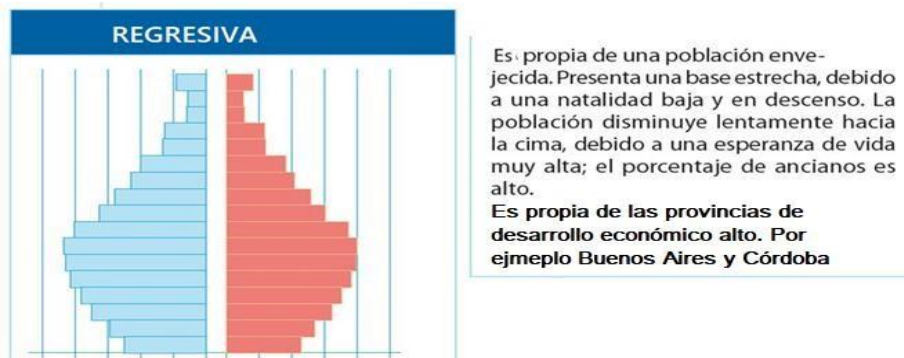 REGRESIVA
Es propia de una población enve-
jecida. Presenta una base estrecha, debido
a una natalidad baja y en descenso. La
población disminuye lentamente hacia
la cima, debido a una esperanza de vida
muy alta; el porcentaje de ancianos es
alto.
Es propia de las provincias de
desarrollo económico alto. Por
ejmeplo Buenos Aires y Córdoba